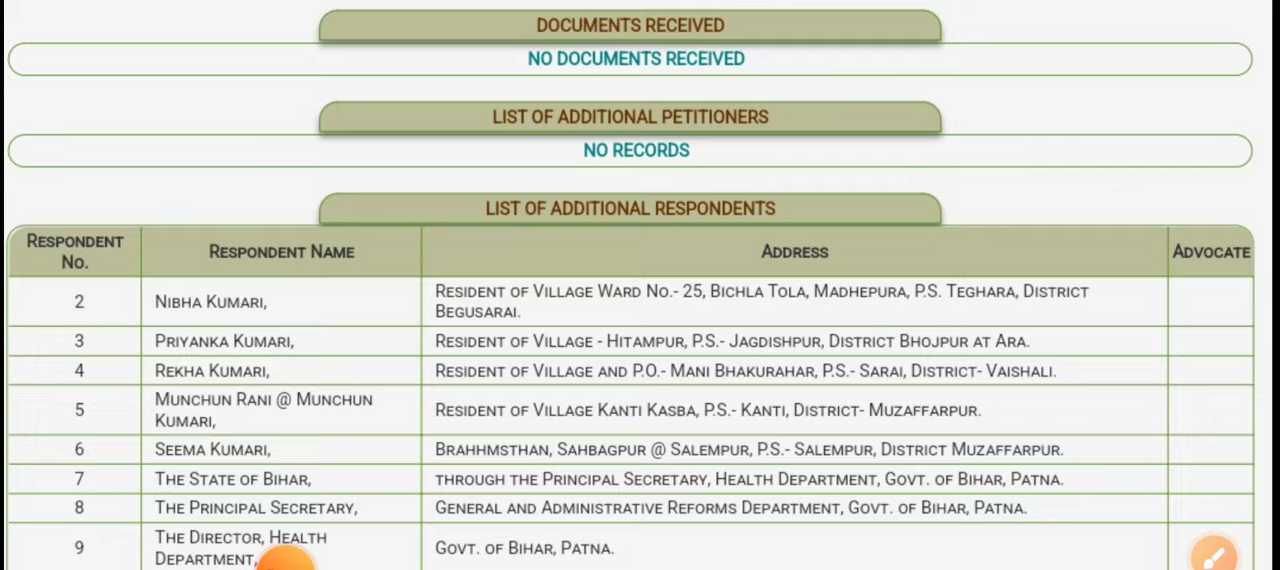 DOCUMENTS RECEIVED
NO DOCUMENTS RECEIVED
LIST OF ADDITIONAL PETITIONERS
NO RECORDS
LIST OF ADDITIONAL RESPONDENTS
RESPONDENT NO. RESPONDENT NAME ADDRESS ADVOCATE
2 NIBHA KUMARI, RESIDENT OF VILLAGE WARD NO.- 25, BICHLA TOLA, MADHEPURA, P.S. TEGHARA, DISTRICT
BEGUSARAI.
3 PRIYANKA KUMARI, RESIDENT OF VILLAGE - HITAMPUR, P.S.- JAGDISHPUR, DISTRICT BHOJPUR AT ARA.
4 REKHA KUMARI, RESIDENT OF VILLAGE AND P.O.- MANI BHAKURAHAR, P.S.- SARAI, DISTRICT- VAISHALI.
5 MUNCHUN RANI @ MUNCHUN
KUMARI, RESIDENT OF VILLAGE KANTI KASBA, P.S.- KANTI, DISTRICT- MUZAFFARPUR.
6 SEEMA KUMARI, BRAHHMSTHAN, SAHBAGPUR @ SALEMPUR, P.S.- SALEMPUR, DISTRICT MUZAFFARPUR.
7 THE STATE OF BIHAR, THROUGH THE PRINCIPAL SECRETARY, HEALTH DEPARTMENT, GOVT. OF BIHAR, PATNA.
8 THE PRINCIPAL SECRETARY, GENERAL AND ADMINISTRATIVE REFORMS DEPARTMENT, GOVT. OF BIHAR, PATNA.
9 THE DIRECTOR, HEALTH
DEPARTMENT, GOVT. OF BIHAR, PATNA.